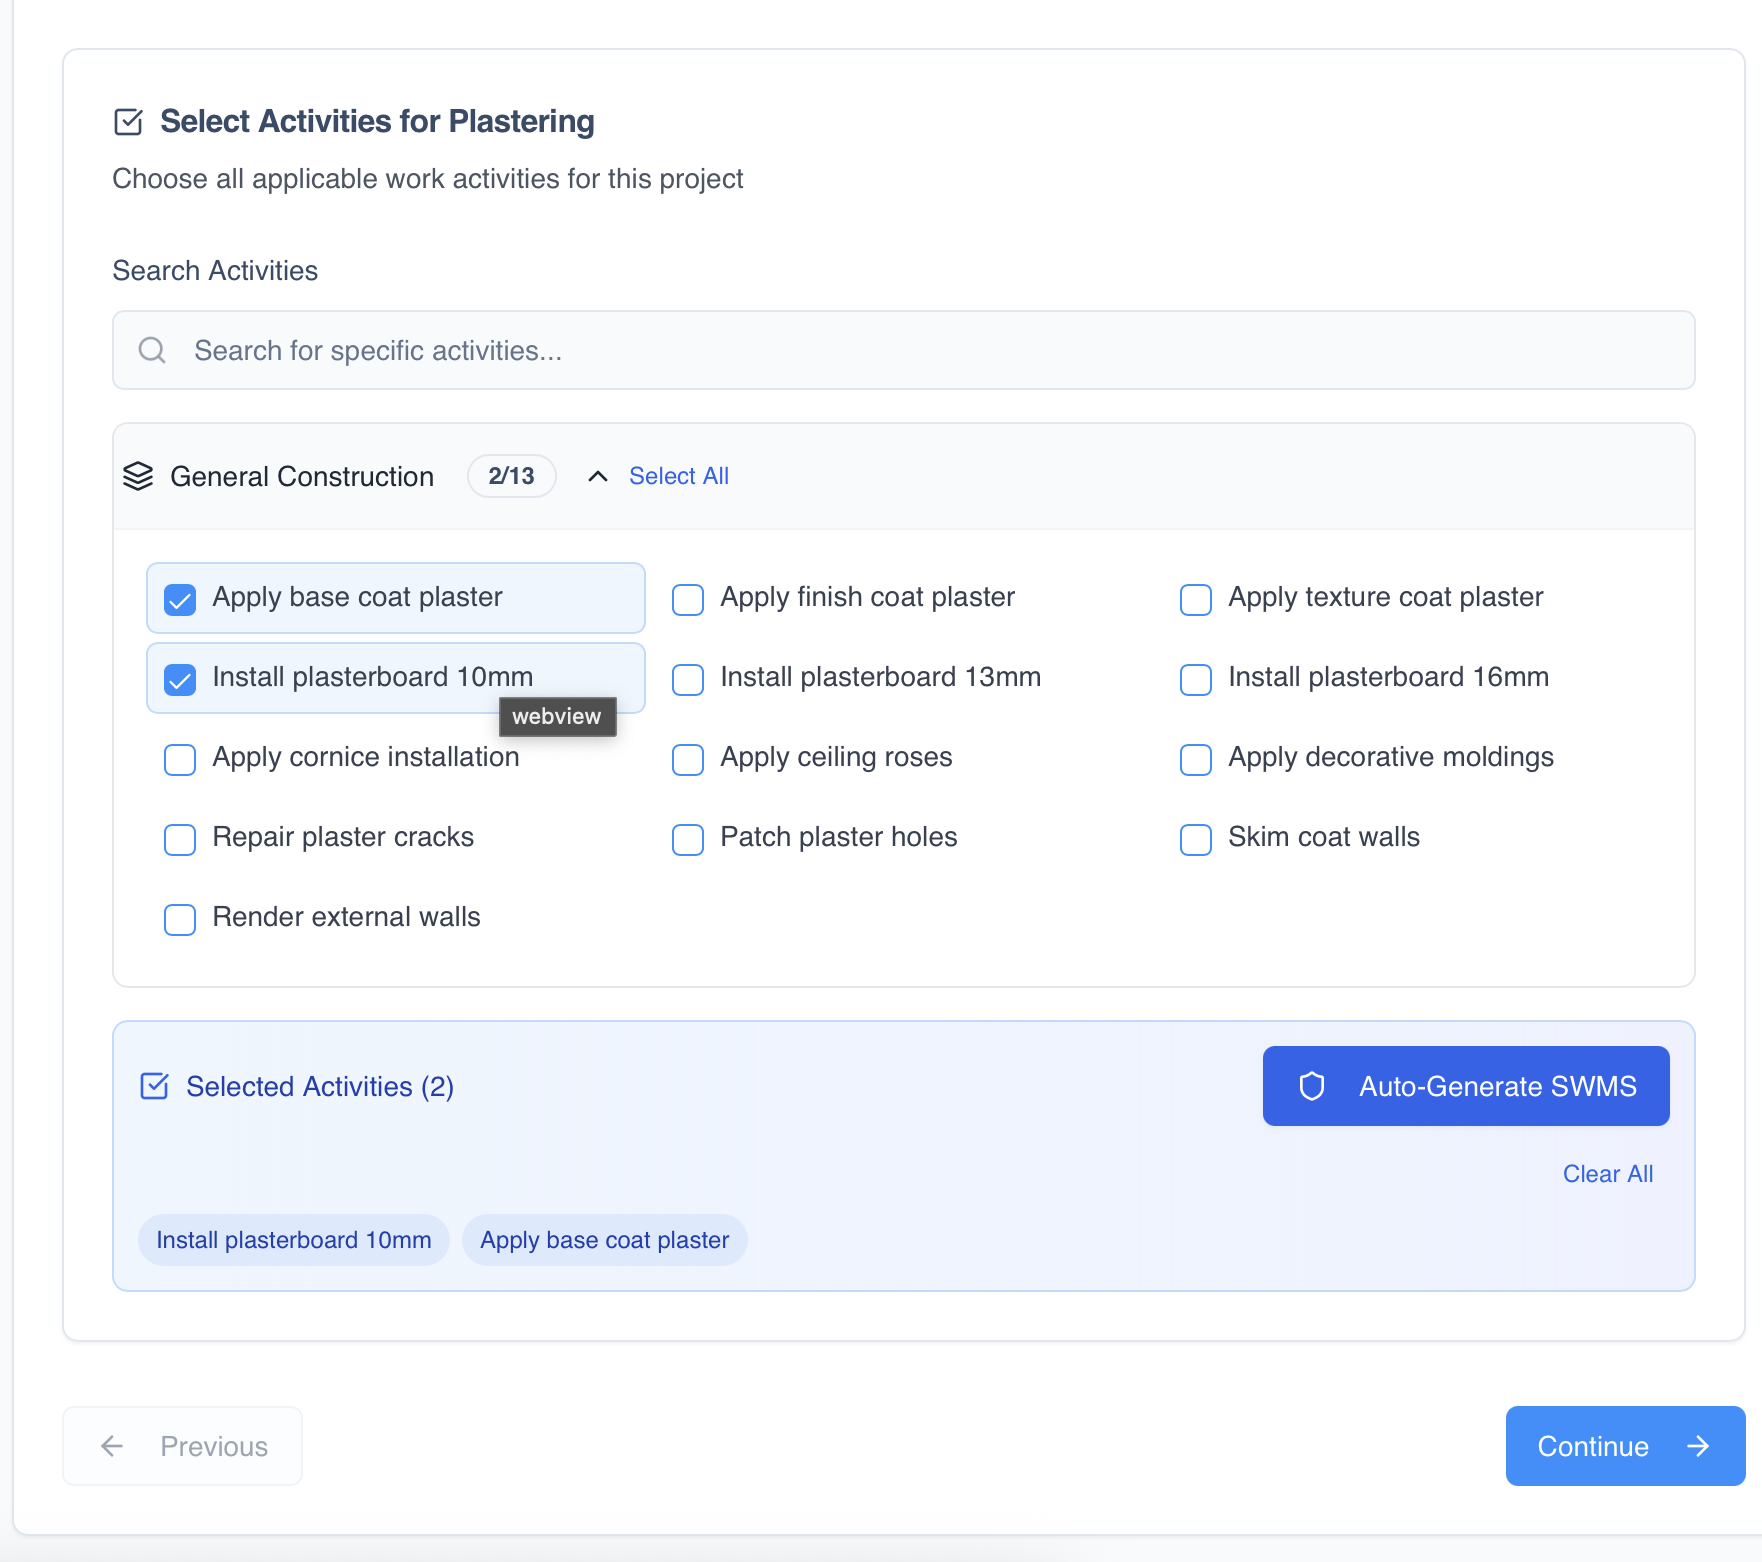 Select Activities for Plastering
Choose all applicable work activities for this project
Search Activities
Search for specific activities...
General Construction 2/13 Select All
Apply base coat plaster Apply finish coat plaster Apply texture coat plaster
Install plasterboard 10mm Install plasterboard 13mm Install plasterboard 16mm
webview
Apply cornice installation Apply ceiling roses Apply decorative moldings
Repair plaster cracks Patch plaster holes Skim coat walls
Render external walls
Selected Activities (2) Auto-Generate SWMS
Clear All
Install plasterboard 10mm Apply base coat plaster
Previous Continue